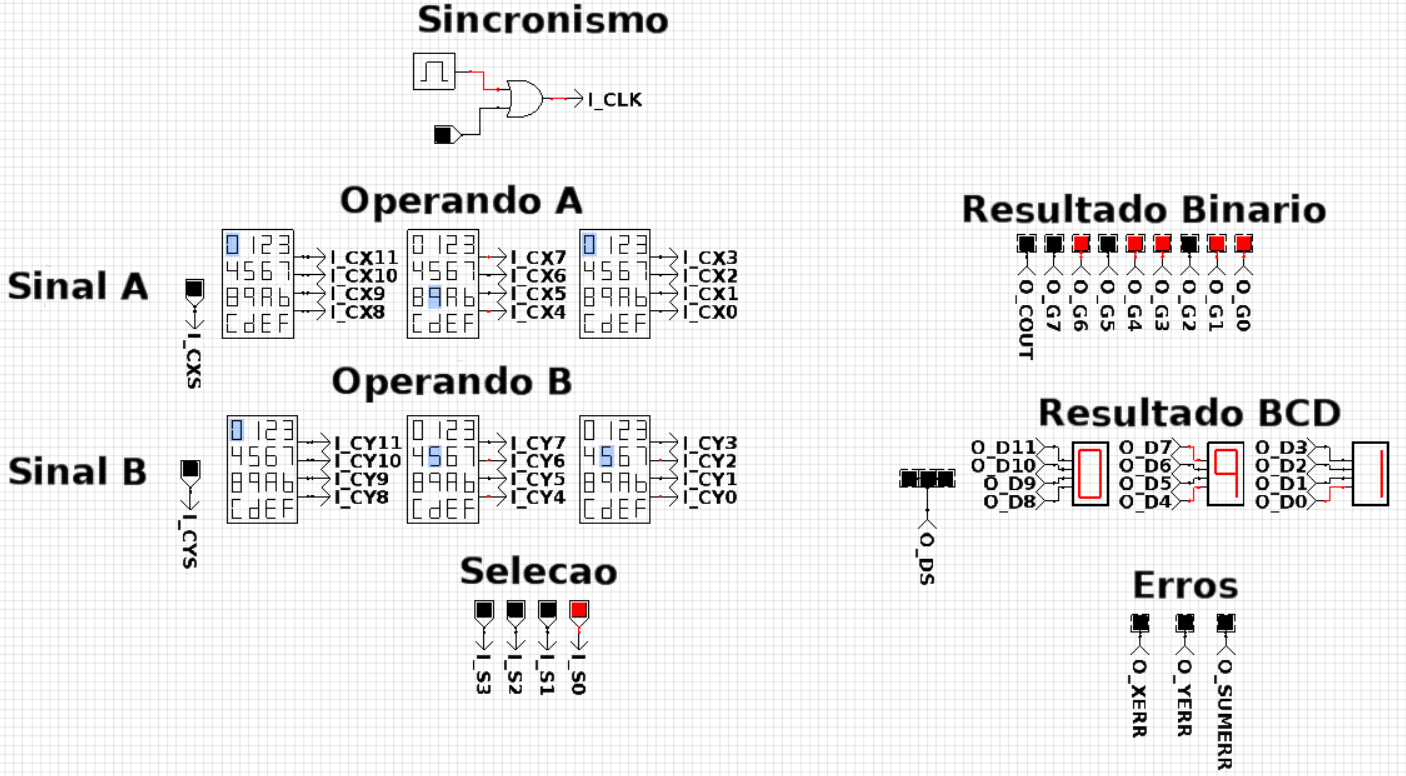 Sincronismo
I_CLK
Operando A
Sinal A
I_CXS
0 1 2 3
4 5 6 7
8 9 A b
C d E F
I_CX11
I_CX10
I_CX9
I_CX8
0 1 2 3
4 5 6 7
8 9 A b
C d E F
I_CX7
I_CX6
I_CX5
I_CX4
0 1 2 3
4 5 6 7
8 9 A b
C d E F
I_CX3
I_CX2
I_CX1
I_CX0
Operando B
Sinal B
I_CYS
0 1 2 3
4 5 6 7
8 9 A b
C d E F
I_CY11
I_CY10
I_CY9
I_CY8
0 1 2 3
4 5 6 7
8 9 A b
C d E F
I_CY7
I_CY6
I_CY5
I_CY4
0 1 2 3
4 5 6 7
8 9 A b
C d E F
I_CY3
I_CY2
I_CY1
I_CY0
Selecao
I_S3
I_S2
I_S1
I_S0
Resultado Binario
O_COUT
O_G7
O_G6
O_G5
O_G4
O_G3
O_G2
O_G1
O_G0
Resultado BCD
O_DS
O_D11
O_D10
O_D9
O_D8
0
O_D7
O_D6
O_D5
O_D4
9
O_D3
O_D2
O_D1
O_D0
1
Erros
O_XERR
O_YERR
O_SUMERR